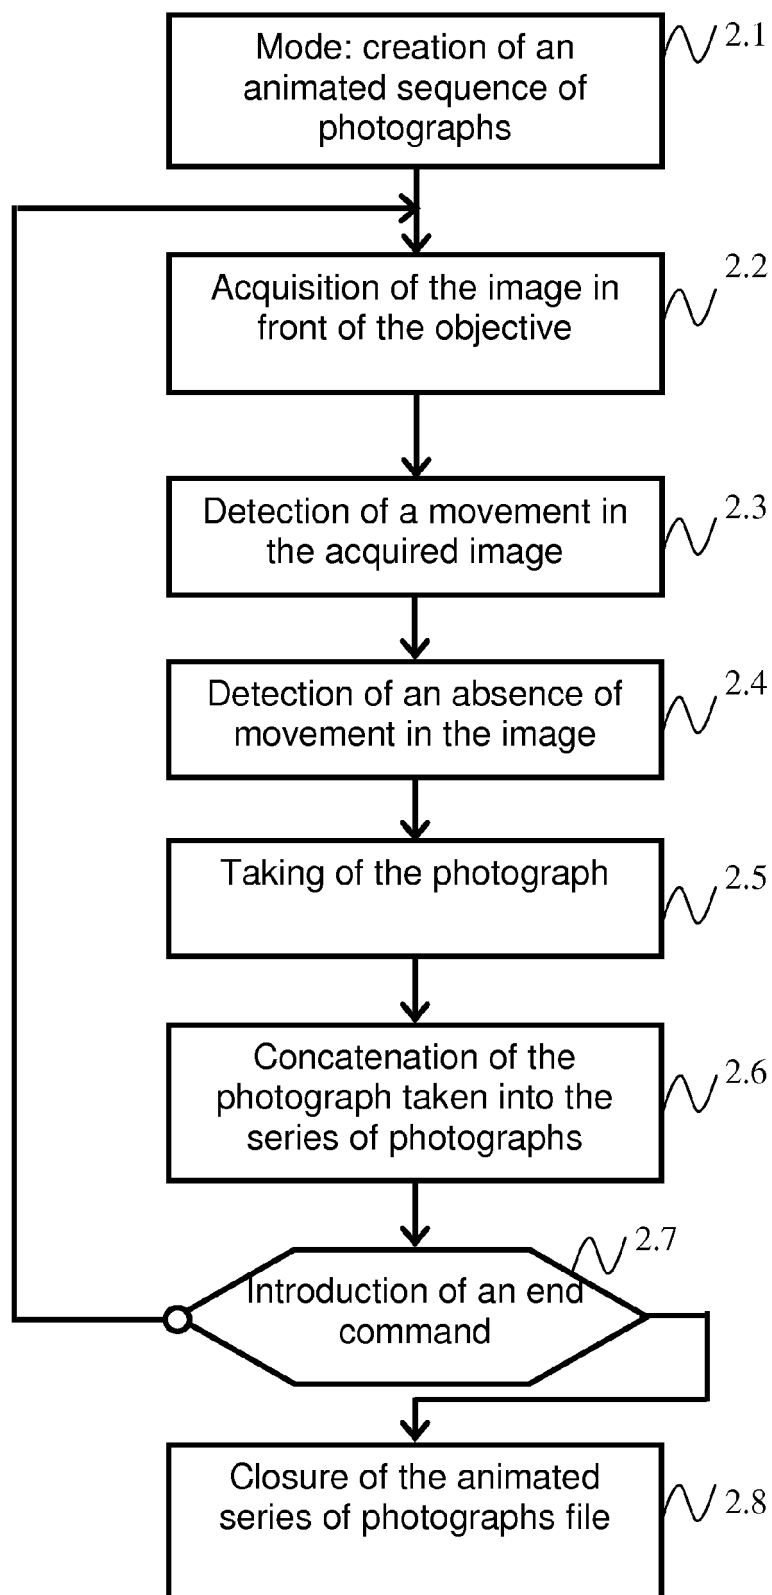 Mode: creation of an
animated sequence of
photographs
2.1
Acquisition of the image in
front of the objective
2.2
Detection of a movement in
the acquired image
2.3
Detection of an absence of
movement in the image
2.4
Taking of the photograph
2.5
Concatenation of the
photograph taken into the
series of photographs
2.6
Introduction of an end
command
2.7
Closure of the animated
series of photographs file
2.8